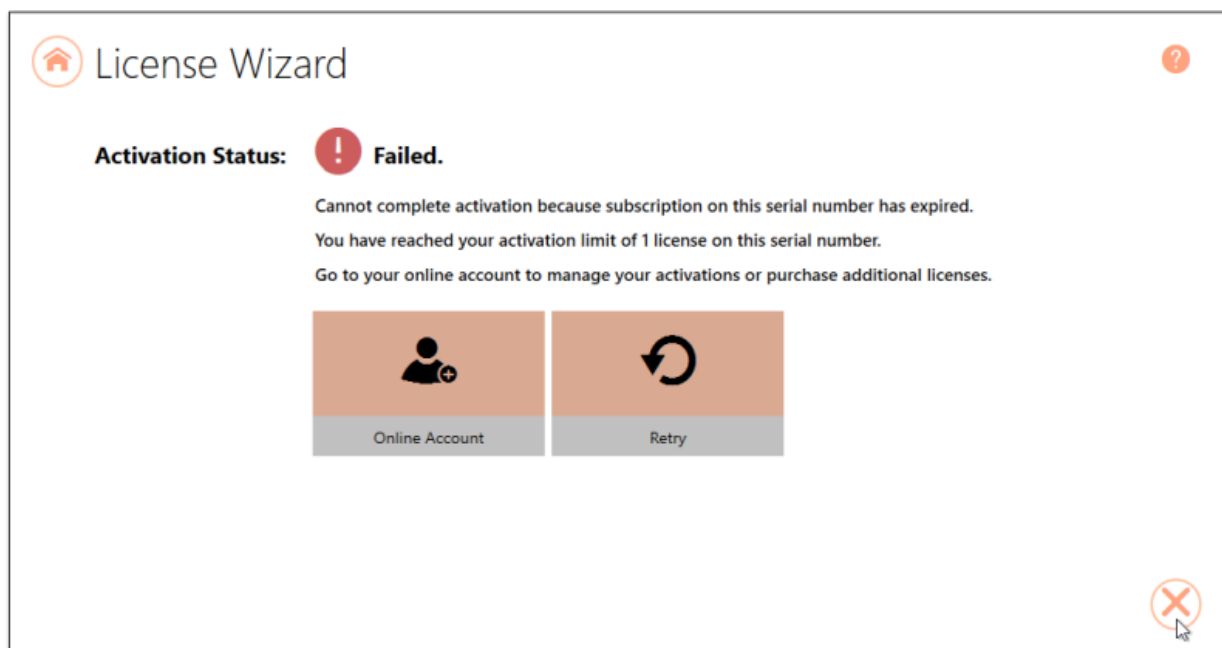 License Wizard
?
Activation Status: ! Failed.
Cannot complete activation because subscription on this serial number has expired.
You have reached your activation limit of 1 license on this serial number.
Go to your online account to manage your activations or purchase additional licenses.
Online Account
Retry